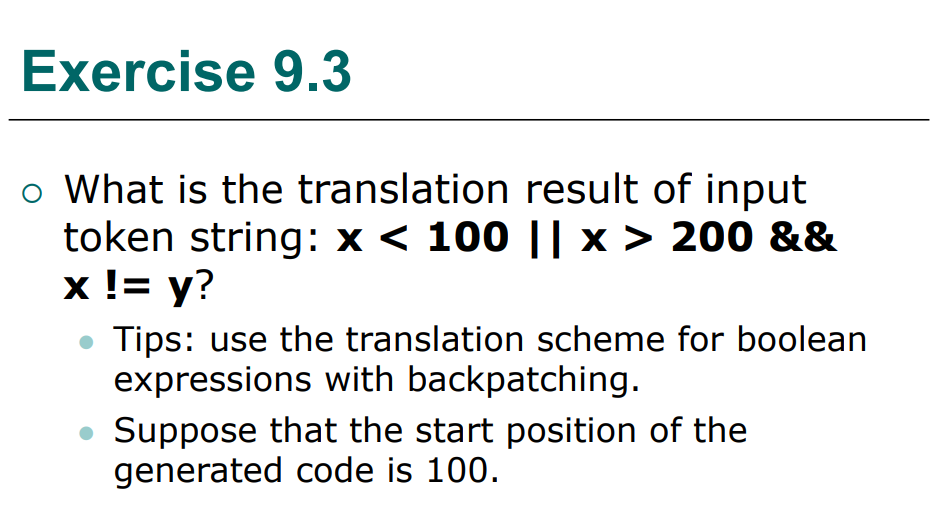 Exercise 9.3
What is the translation result of input
token string: x < 100 || x > 200 &&
x != y?
Tips: use the translation scheme for boolean
expressions with backpatching.
Suppose that the start position of the
generated code is 100.